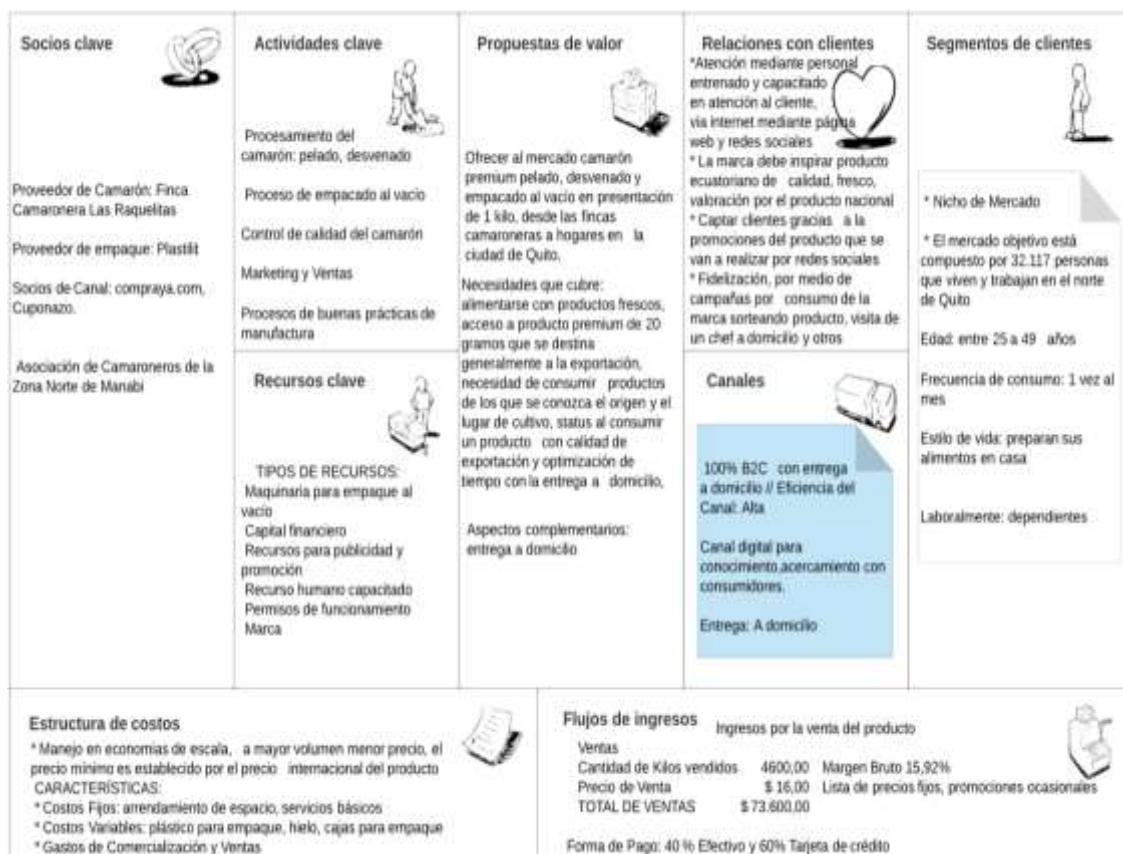 Socios clave
Proveedor de Camarón: Finca
Camaronera Las Raquelitas
Proveedor de empaque: Plastilit
Socios de Canal: compraya.com,
Cuponazo.
Asociación de Camaroneros de la
Zona Norte de Manabí
Actividades clave
Procesamiento del
camarón: pelado, desvenado
Proceso de empacado al vacío
Control de calidad del camarón
Marketing y Ventas
Procesos de buenas prácticas de
manufactura
Recursos clave
TIPOS DE RECURSOS:
Maquinaria para empaque al
vacío
Capital financiero
Recursos para publicidad y
promoción
Recurso humano capacitado
Permisos de funcionamiento
Marca
Propuestas de valor
Ofrecer al mercado camarón
premium pelado, desvenado y
empacado al vacío en presentación
de 1 kilo, desde las fincas
camaroneras a hogares en la
ciudad de Quito,
Necesidades que cubre:
alimentarse con productos frescos,
acceso a producto premium de 20
gramos que se destina
generalmente a la exportación,
necesidad de consumir productos
de los que se conozca el origen y el
lugar de cultivo, status al consumir
un producto con calidad de
exportación y optimización de
tiempo con la entrega a domicilio,
Aspectos complementarios:
entrega a domicilio
Relaciones con clientes
*Atención mediante personal
entrenado y capacitado
en atención al cliente,
via internet mediante página
web y redes sociales
* La marca debe inspirar producto
ecuatoriano de calidad, fresco,
valoración por el producto nacional
* Captar clientes gracias a la
promociones del producto que se
van a realizar por redes sociales
* Fidelización, por medio de
campañas por consumo de la
marca sorteando producto, visita de
un chef a domicilio y otros
Canales
100% B2C con entrega
a domicilio // Eficiencia del
Canal: Alta
Canal digital para
conocimiento,acercamiento con
consumidores,
Entrega: A domicilio
Segmentos de clientes
* Nicho de Mercado
* El mercado objetivo está
compuesto por 32.117 personas
que viven y trabajan en el norte
de Quito
Edad: entre 25 a 49 años
Frecuencia de consumo: 1 vez al
mes
Estilo de vida: preparan sus
alimentos en casa
Laboralmente: dependientes
Estructura de costos
* Manejo en economías de escala, a mayor volumen menor precio, el
precio mínimo es establecido por el precio internacional del producto
CARACTERÍSTICAS:
* Costos Fijos: arrendamiento de espacio, servicios básicos
* Costos Variables: plástico para empaque, hielo, cajas para empaque
* Gastos de Comercialización y Ventas
Flujos de ingresos
Ingresos por la venta del producto
Ventas
Cantidad de Kilos vendidos 4600,00 Margen Bruto 15,92%
Precio de Venta $ 16,00 Lista de precios fijos, promociones ocasionales
TOTAL DE VENTAS $ 73.600,00
Forma de Pago: 40 % Efectivo y 60% Tarjeta de crédito